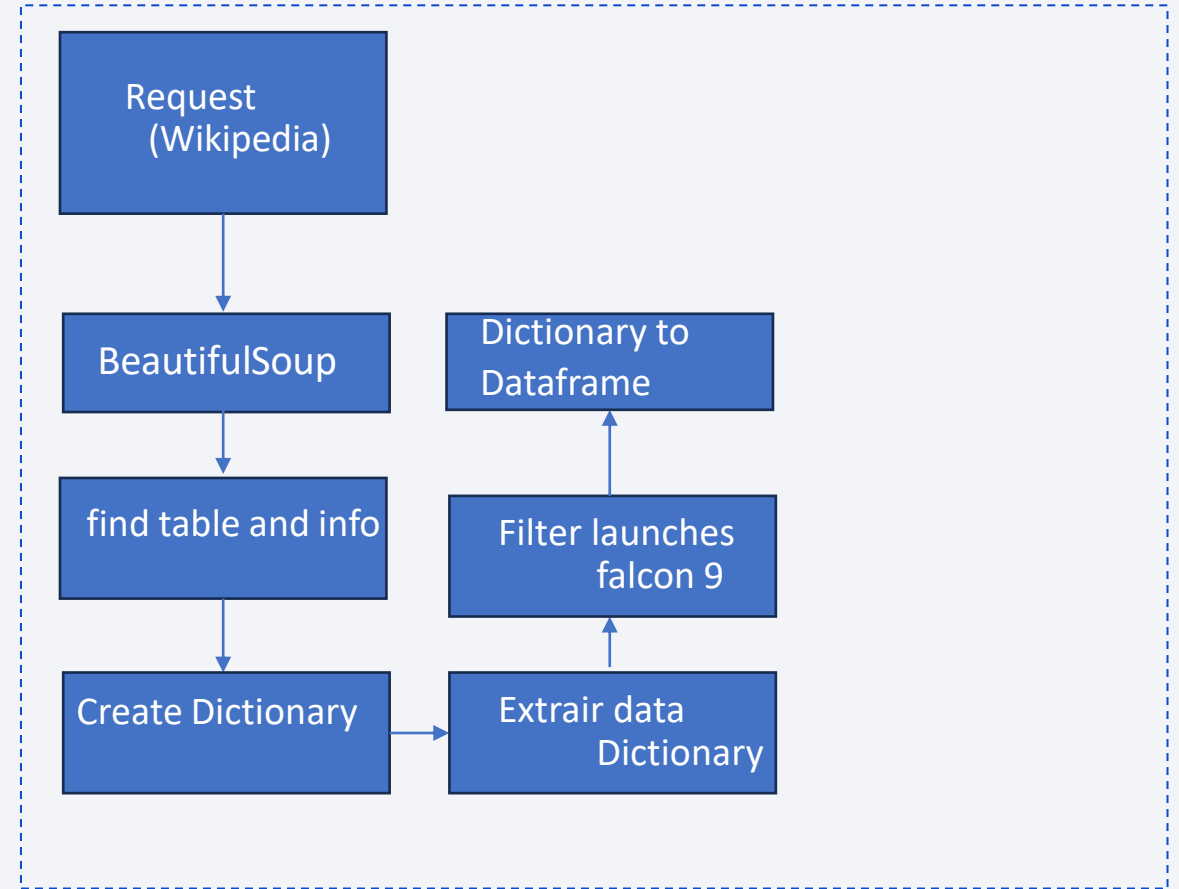 Request
(Wikipedia)
BeautifulSoup
find table and info
Create Dictionary
Extrair data
Dictionary
Filter launches
falcon 9
Dictionary to
Dataframe